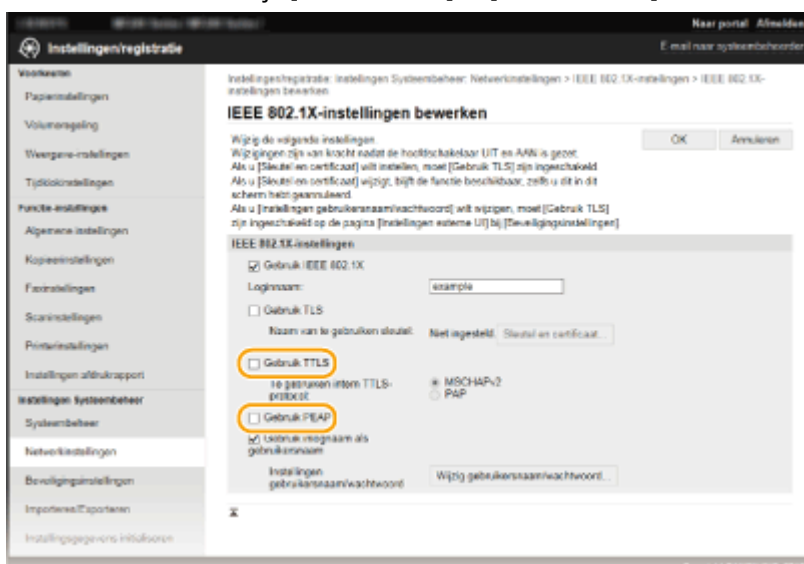 Naar portal Afmelden
Instellingen/registratie
E-mail naar systeembeheerder
Voorkeuren
Papierinstellingen
Volumeregeling
Weergave-instellingen
Tijdklokinstellingen
Functie-instellingen
Algemene instellingen
Kopieerinstellingen
Faxinstellingen
Scaninstellingen
Printerinstellingen
Instellingen afdrukrapport
Instellingen Systeembeheer
Systeembeheer
Netwerkinstellingen
Beveiligingsinstellingen
Importeren/Exporteren
Instellingsgegevens initialiseren
Instellingen/registratie: Instellingen Systeembeheer: Netwerkinstellingen > IEEE 802.1X-instellingen > IEEE 802.1X-
instellingen bewerken
IEEE 802.1X-instellingen bewerken
Wijzig de volgende instellingen
OK Annuleren
Wijzigingen zijn van kracht nadat de hoofdschakelaar UIT en AAN is gezet.
Als u [Sleutel en certificaat] wilt instellen, moet [Gebruik TLS] zijn ingeschakeld
Als u [Sleutel en certificaat] wijzigt, blijft de functie beschikbaar, zelfs u dit in dit
scherm hebt geannuleerd.
Als u [Instellingen gebruikersnaam/wachtwoord] wilt wijzigen, moet [Gebruik TLS]
zijn ingeschakeld op de pagina [Instellingen externe UI] bij [Beveiligingsinstellingen]
IEEE 802.1X-instellingen
Gebruik IEEE 802.1X
Loginnaam: example
Gebruik TLS
Naam van te gebruiken sleutel: Niet ingesteld. Sleutel en certificaat...
Gebruik TTLS
Te gebruiken intern TTLS-
protocol:
MSCHAPv2
PAP
Gebruik PEAP
Gebruik inlognaam als
gebruikersnaam
Instellingen
gebruikersnaam/wachtwoord
Wijzig gebruikersnaam/wachtwoord...